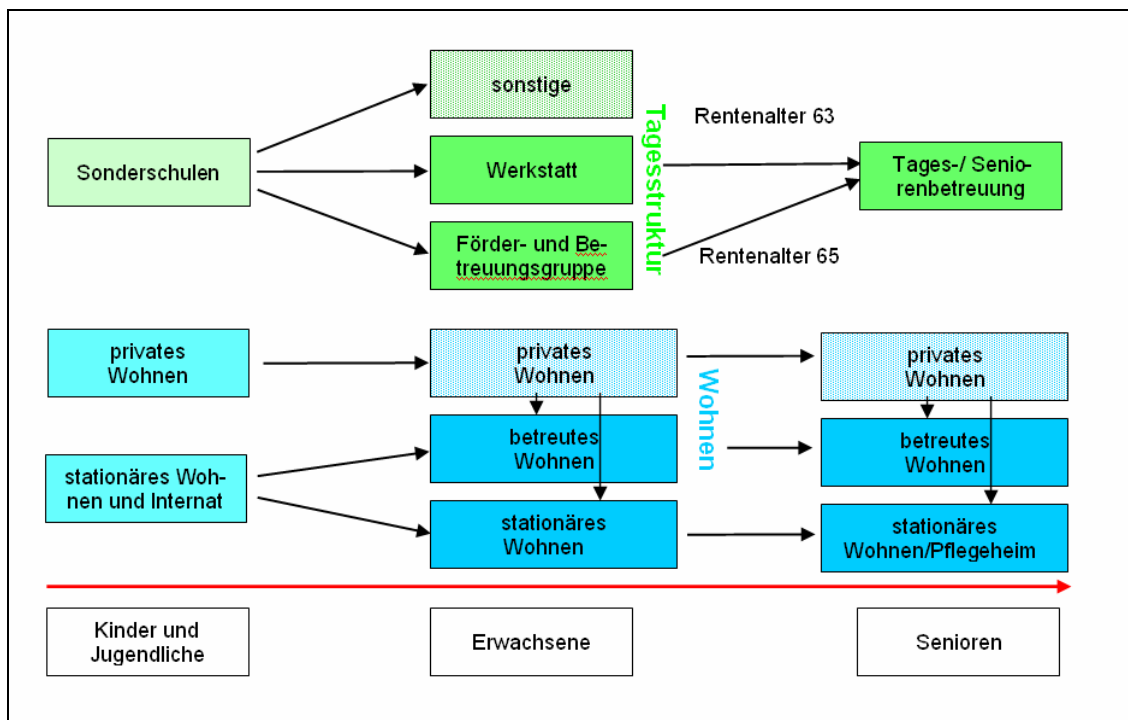 sonstige
Tagesstruktur
Rentenalter 63
Sonderschulen
Werkstatt
Tages-/ Senio-
renbetreuung
Förder- und Be-
treuungsgruppe
Rentenalter 65
privates
Wohnen
privates
Wohnen
Wohnen
privates
Wohnen
betreutes
Wohnen
betreutes
Wohnen
stationäres Woh-
nen und Internat
stationäres
Wohnen
stationäres
Wohnen/Pflegeheim
Kinder und
Jugendliche
Erwachsene
Senioren